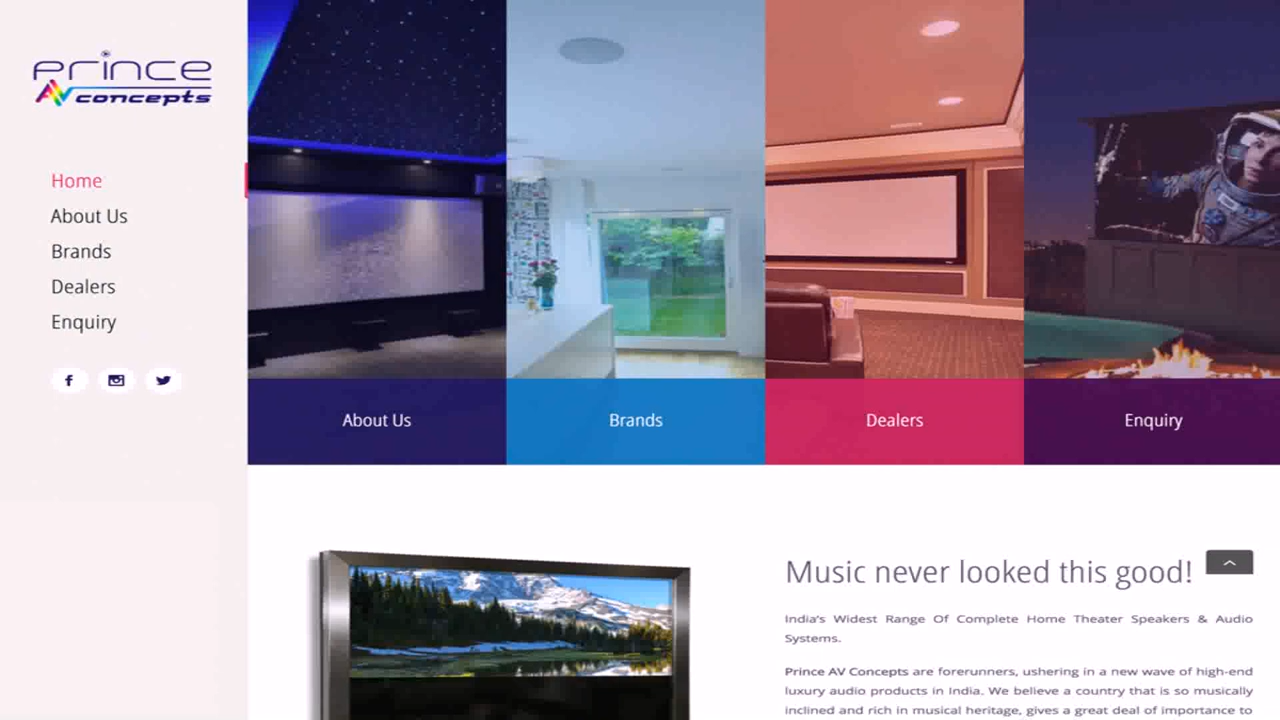 prince
AV concepts
Home
About Us
Brands
Dealers
Enquiry
About Us
Brands
Dealers
Enquiry
Music never looked this good!
India's Widest Range Of Complete Home Theater Speakers & Audio
Systems.
Prince AV Concepts are forerunners, ushering in a new wave of high-end
luxury audio products in India. We believe a country that is so musically
inclined and rich in musical heritage, gives a great deal of importance to